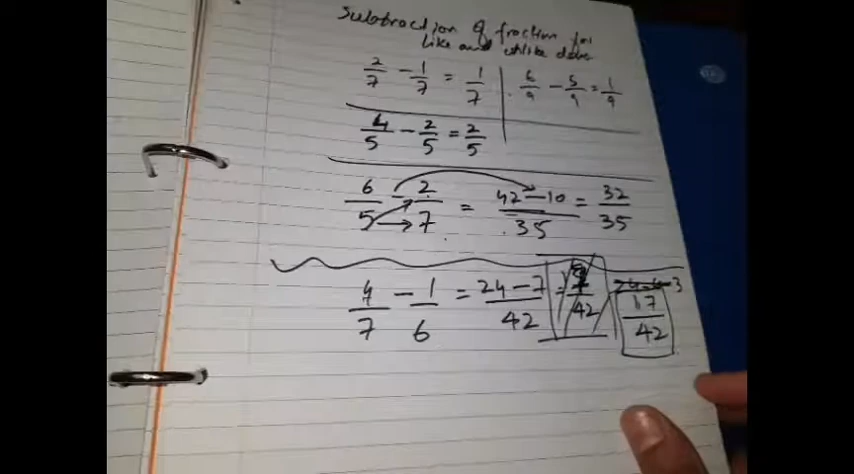 Subtraction of fraction for
like and unlike deno
2/7 - 1/7 = 1/7
6/9 - 5/9 = 1/9
4/5 - 2/5 = 2/5
6/5 - 2/7 = 42 - 10/35 = 32/35
4/7 - 1/6 = 24 - 7/42 =
17/42